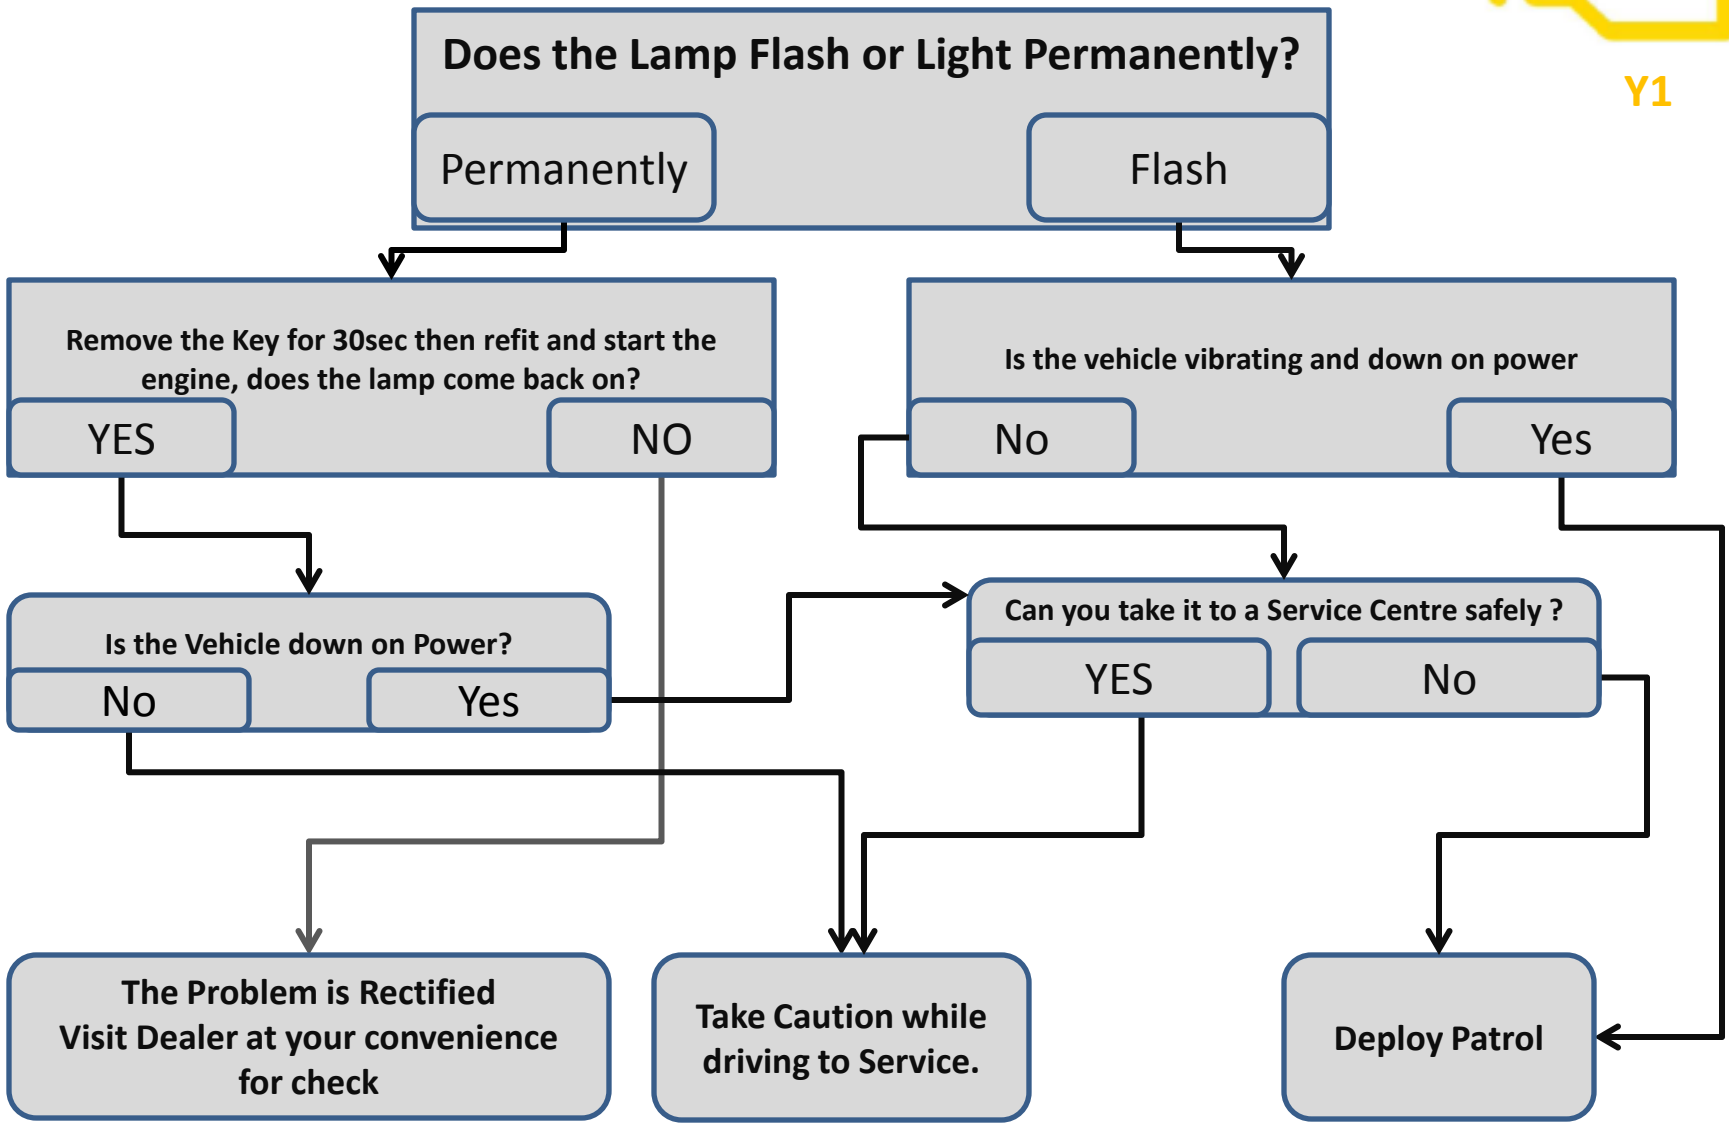 Does the Lamp Flash or Light Permanently?
Y1
Permanently
Flash
Remove the Key for 30sec then refit and start the
engine, does the lamp come back on?
YES
NO
Is the vehicle vibrating and down on power
No
Yes
Is the Vehicle down on Power?
No
Yes
Can you take it to a Service Centre safely ?
YES
No
The Problem is Rectified
Visit Dealer at your convenience
for check
Take Caution while
driving to Service.
Deploy Patrol